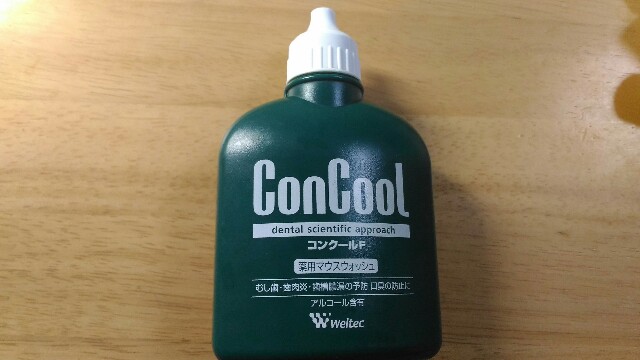 ConCool
dental scientific approach
コンクールF
薬用マウスウォッシュ
むし歯・歯肉炎・歯槽膿漏の予防 口臭の防止に
アルコール含有
Weltec